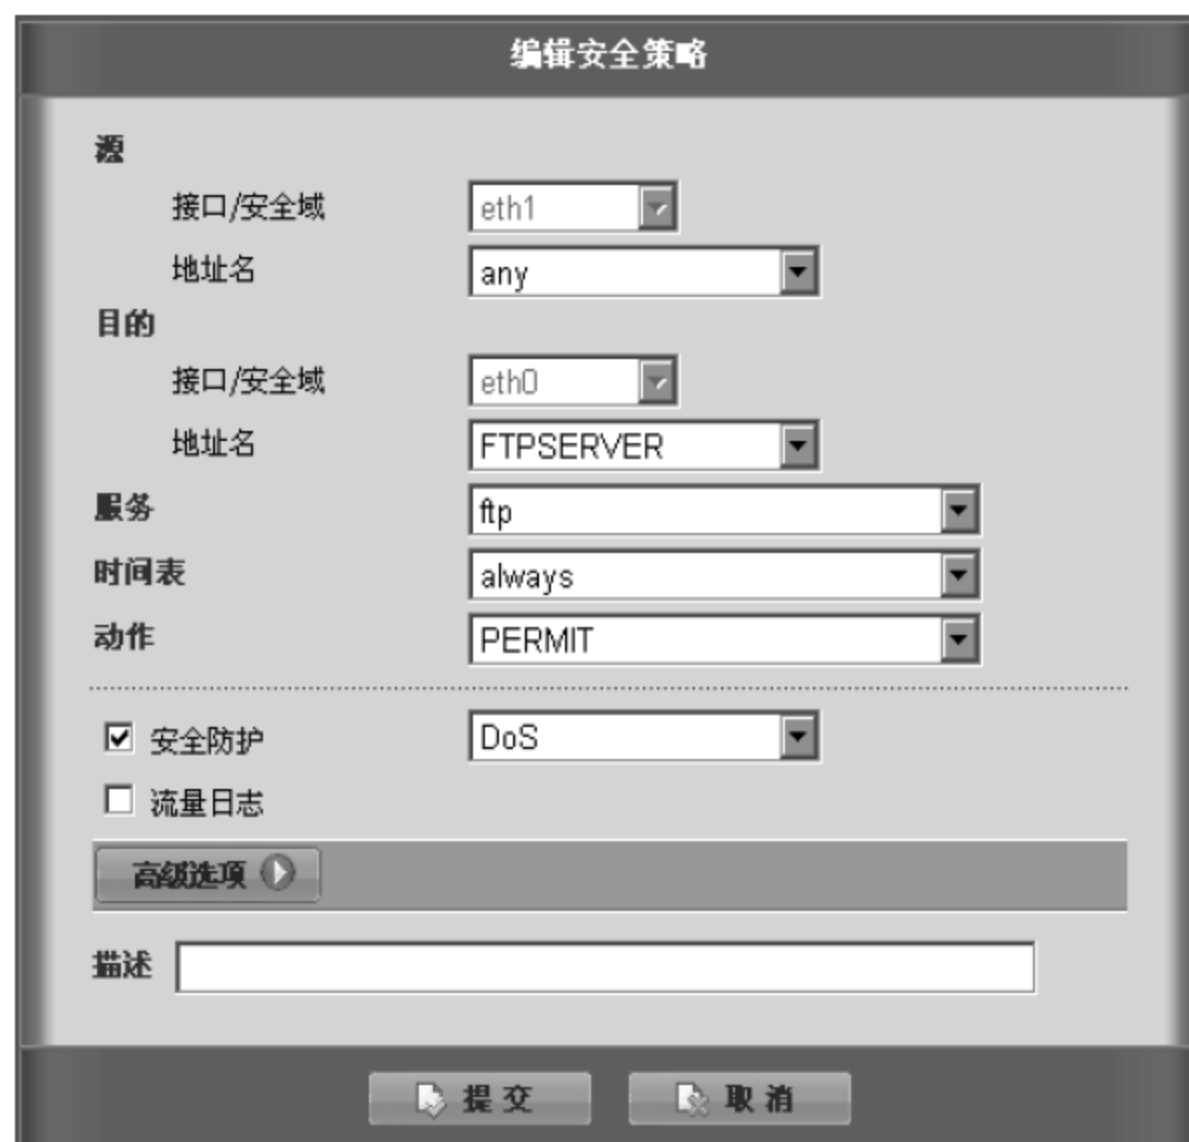 编辑安全策略
源
接口/安全域 eth1
地址名 any
目的
接口/安全域 eth0
地址名 FTPSERVER
服务 ftp
时间表 always
动作 PERMIT
安全防护 DoS
流量日志
高级选项
描述
提交 取消